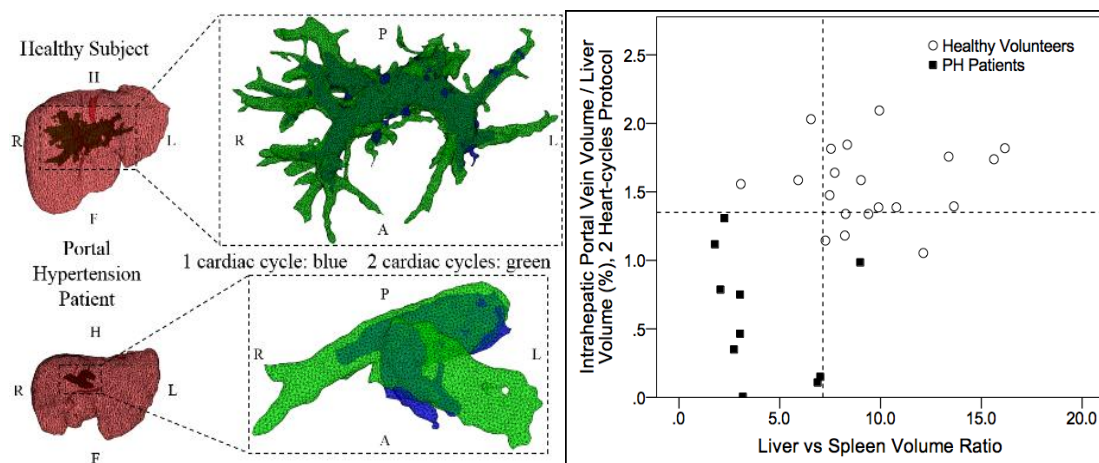 Healthy Subject
H
R
L
F
P
R
L
A
Portal
Hypertension
Patient
1 cardiac cycle: blue 2 cardiac cycles: green
H
R
L
F
P
R
L
A
Intrahepatic Portal Vein Volume / Liver
Volume (%), 2 Heart-cycles Protocol
2.5
2.0
1.5
1.0
.5
.0
Healthy Volunteers
PH Patients
.0 5.0 10.0 15.0 20.0
Liver vs Spleen Volume Ratio